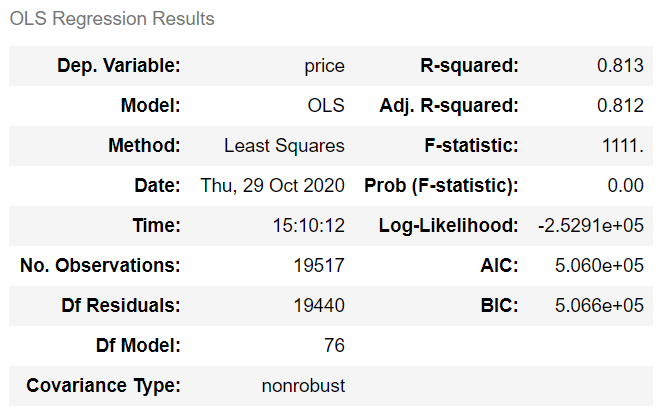 OLS Regression Results
Dep. Variable: price R-squared: 0.813
Model: OLS Adj. R-squared: 0.812
Method: Least Squares F-statistic: 1111.
Date: Thu, 29 Oct 2020 Prob (F-statistic): 0.00
Time: 15:10:12 Log-Likelihood: -2.5291e+05
No. Observations: 19517 AIC: 5.060e+05
Df Residuals: 19440 BIC: 5.066e+05
Df Model: 76
Covariance Type: nonrobust